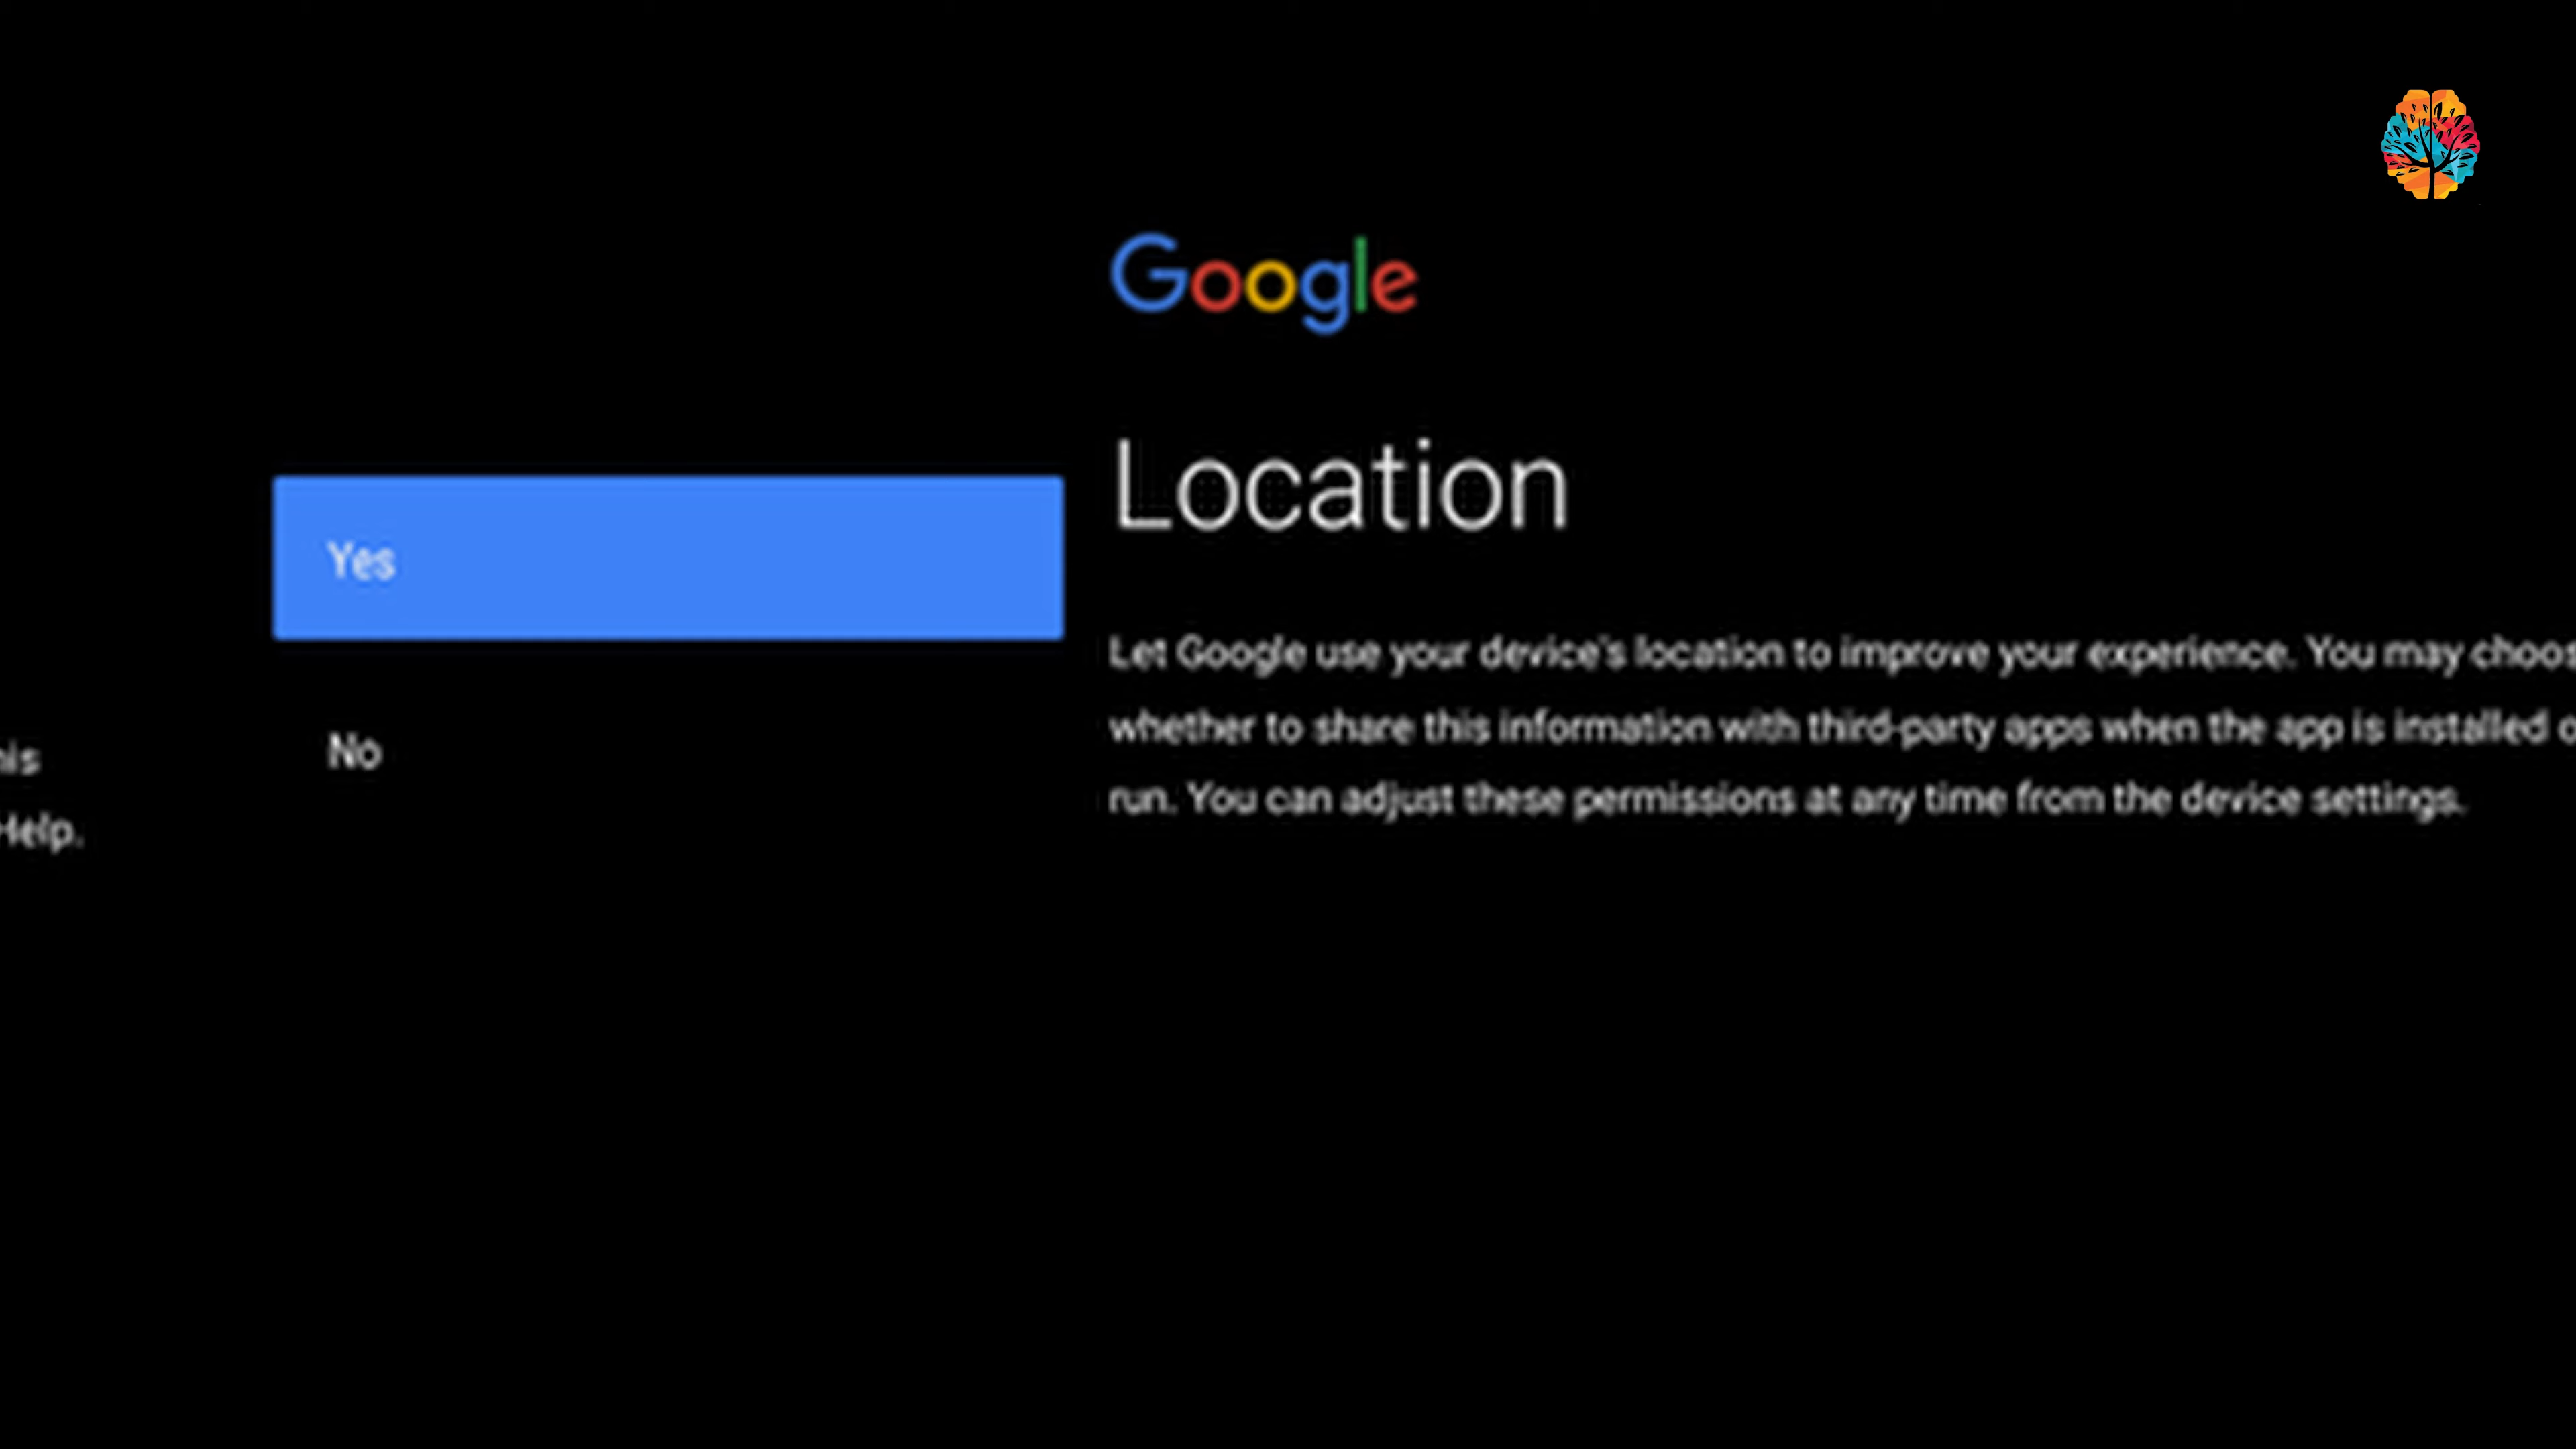 Google
Location
Yes
Let Google use your device's location to improve your experience. You may choos
whether to share this information with third-party apps when the app is installed o
No
his
run. You can adjust these permissions at any time from the device settings.
Help.